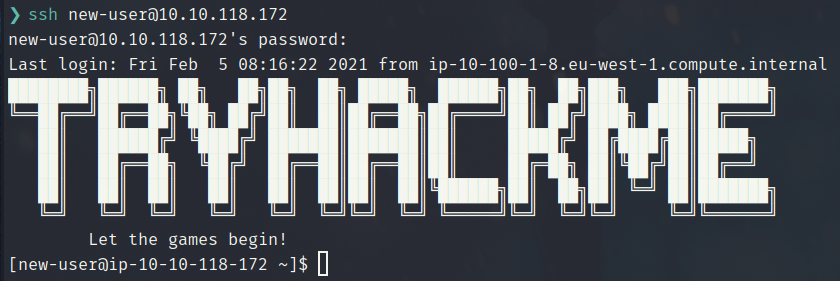 ❯ ssh new-user@10.10.118.172
new-user@10.10.118.172's password:
Last login: Fri Feb  5 08:16:22 2021 from ip-10-100-1-8.eu-west-1.compute.internal
TRYHACKME
Let the games begin!
[new-user@ip-10-10-118-172 ~]$